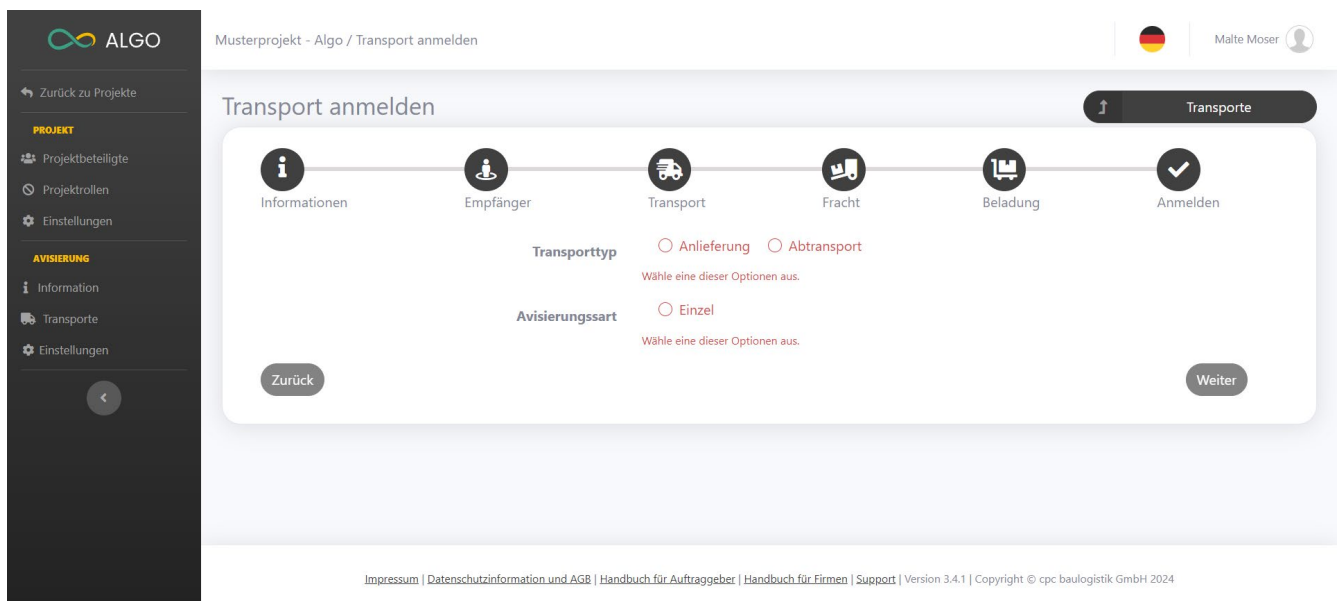 ALGO
Musterprojekt - Algo / Transport anmelden
Malte Moser
Zurück zu Projekte
PROJEKT
Projektbeteiligte
Projektrollen
Einstellungen
AVISIERUNG
Information
Transporte
Einstellungen
Transport anmelden
Transporte
Informationen Empfänger Transport Fracht Beladung Anmelden
Transporttyp Anlieferung Abtransport
Wähle eine dieser Optionen aus.
Avisierungssart Einzel
Wähle eine dieser Optionen aus.
Zurück Weiter
Impressum | Datenschutzinformation und AGB | Handbuch für Auftraggeber | Handbuch für Firmen | Support | Version 3.4.1 | Copyright © cpc baulogistik GmbH 2024